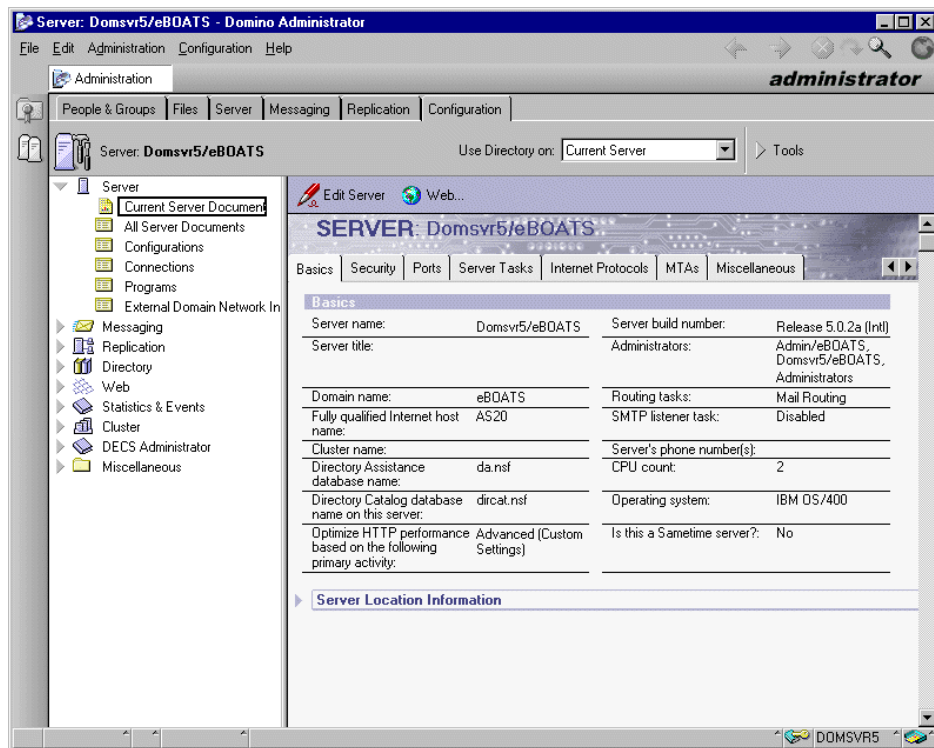 Server: Domsvr5/eBOATS - Domino Administrator
File Edit Administration Configuration Help
Administration
administrator
People & Groups Files Server Messaging Replication Configuration
Server: Domsvr5/eBOATS
Use Directory on: Current Server
Tools
Server
Current Server Document
All Server Documents
Configurations
Connections
Programs
External Domain Network In
Messaging
Replication
Directory
Web
Statistics & Events
Cluster
DECS Administrator
Miscellaneous
Edit Server Web...
SERVER: Domsvr5/eBOATS
Basics Security Ports Server Tasks Internet Protocols MTAs Miscellaneous
Basics
Server name: Domsvr5/eBOATS
Server build number: Release 5.0.2a (Intl)
Server title:
Administrators: Admin/eBOATS,
Domsvr5/eBOATS,
Administrators
Domain name: eBOATS
Routing tasks: Mail Routing
Fully qualified Internet host AS20
name:
SMTP listener task: Disabled
Cluster name:
Server's phone number(s):
Directory Assistance da.nsf
database name:
CPU count: 2
Directory Catalog database dircat.nsf
name on this server:
Operating system: IBM OS/400
Optimize HTTP performance Advanced (Custom
based on the following Settings)
primary activity:
Is this a Sametime server?: No
Server Location Information
DOMSVR5